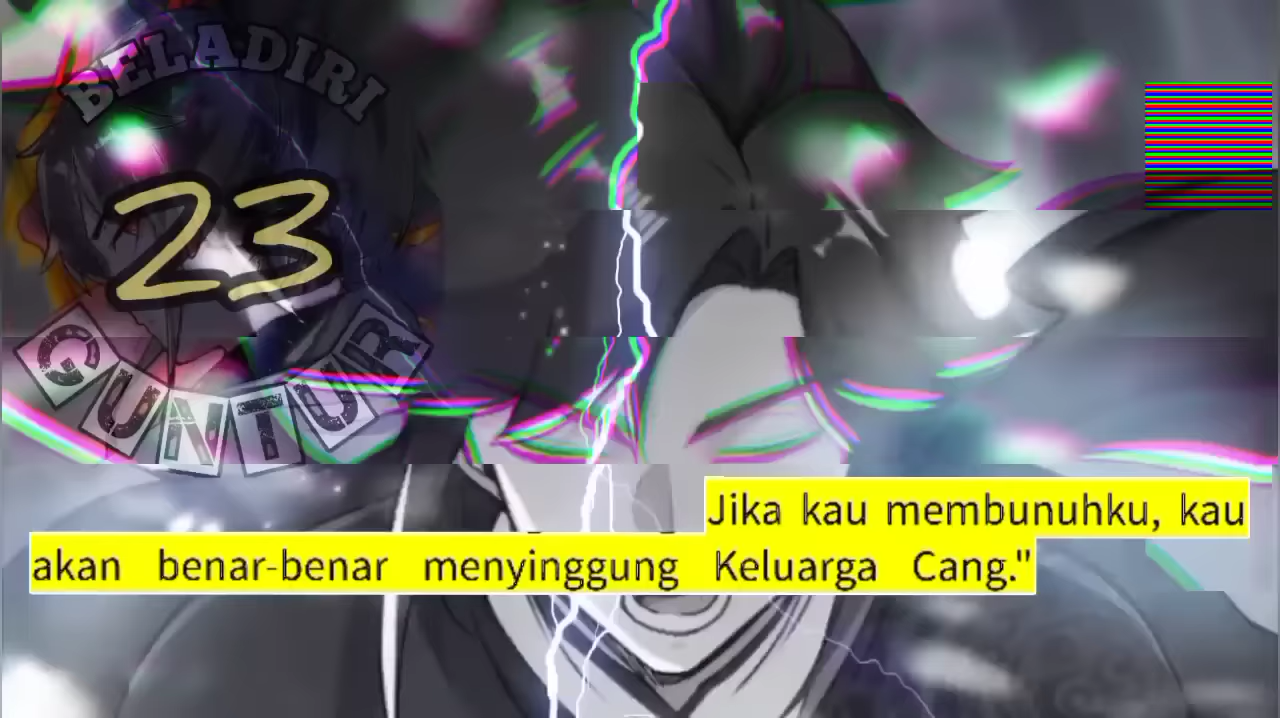 BELADIRI
23
GUNTUR
Jika kau membunuhku, kau
akan benar-benar menyinggung Keluarga Cang."